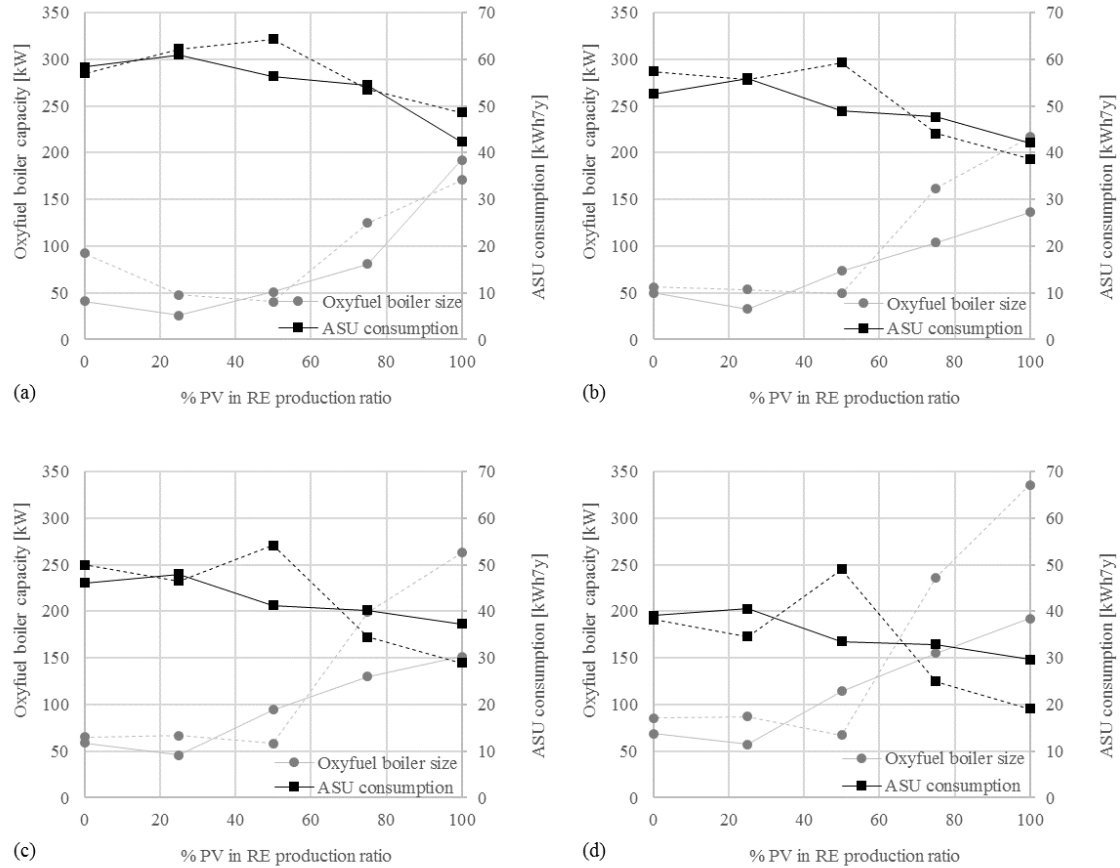 350
300
250
200
150
100
50
0
Oxyfuel boiler capacity [kW]
70
60
50
40
30
20
10
0
ASU consumption [kWh7y]
Oxyfuel boiler size
ASU consumption
0 20 40 60 80 100
(a)
% PV in RE production ratio
350
300
250
200
150
100
50
0
Oxyfuel boiler capacity [kW]
70
60
50
40
30
20
10
0
ASU consumption [kWh7y]
Oxyfuel boiler size
ASU consumption
0 20 40 60 80 100
(b)
% PV in RE production ratio
350
300
250
200
150
100
50
0
Oxyfuel boiler capacity [kW]
70
60
50
40
30
20
10
0
ASU consumption [kWh7y]
Oxyfuel boiler size
ASU consumption
0 20 40 60 80 100
(c)
% PV in RE production ratio
350
300
250
200
150
100
50
0
Oxyfuel boiler capacity [kW]
70
60
50
40
30
20
10
0
ASU consumption [kWh7y]
Oxyfuel boiler size
ASU consumption
0 20 40 60 80 100
(d)
% PV in RE production ratio